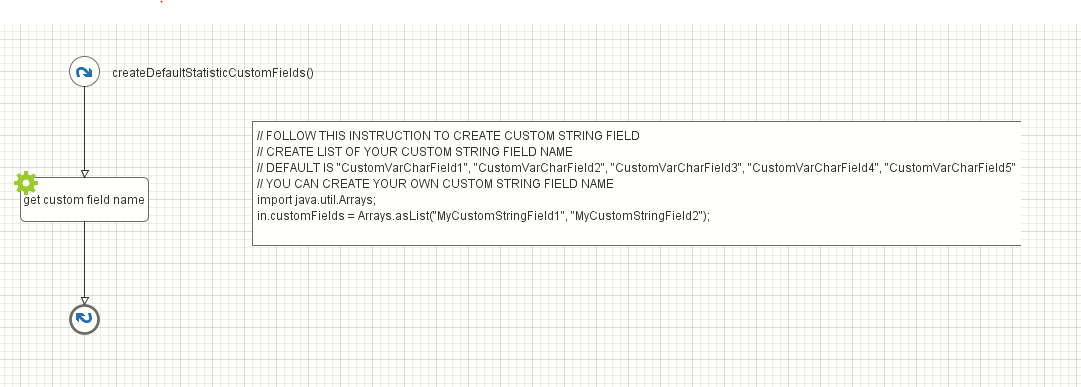 createDefaultStatisticCustomFields()
// FOLLOW THIS INSTRUCTION TO CREATE CUSTOM STRING FIELD
// CREATE LIST OF YOUR CUSTOM STRING FIELD NAME
// DEFAULT IS "CustomVarCharField1", "CustomVarCharField2", "CustomVarCharField3", "CustomVarCharField4", "CustomVarCharField5"
// YOU CAN CREATE YOUR OWN CUSTOM STRING FIELD NAME
import java.util.Arrays;
in.customFields = Arrays.asList("MyCustomStringField1", "MyCustomStringField2");
get custom field name